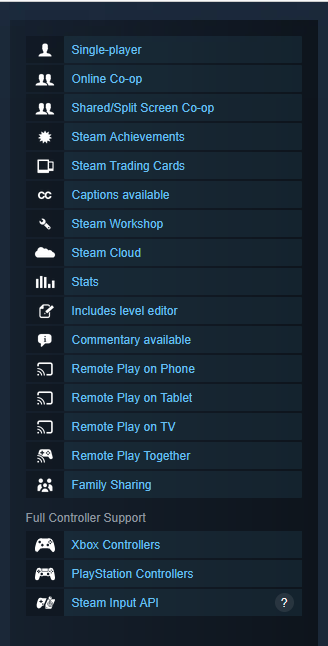 Single-player
Online Co-op
Shared/Split Screen Co-op
Steam Achievements
Steam Trading Cards
cc Captions available
Steam Workshop
Steam Cloud
Stats
Includes level editor
Commentary available
Remote Play on Phone
Remote Play on Tablet
Remote Play on TV
Remote Play Together
Family Sharing
Full Controller Support
Xbox Controllers
PlayStation Controllers
Steam Input API ?